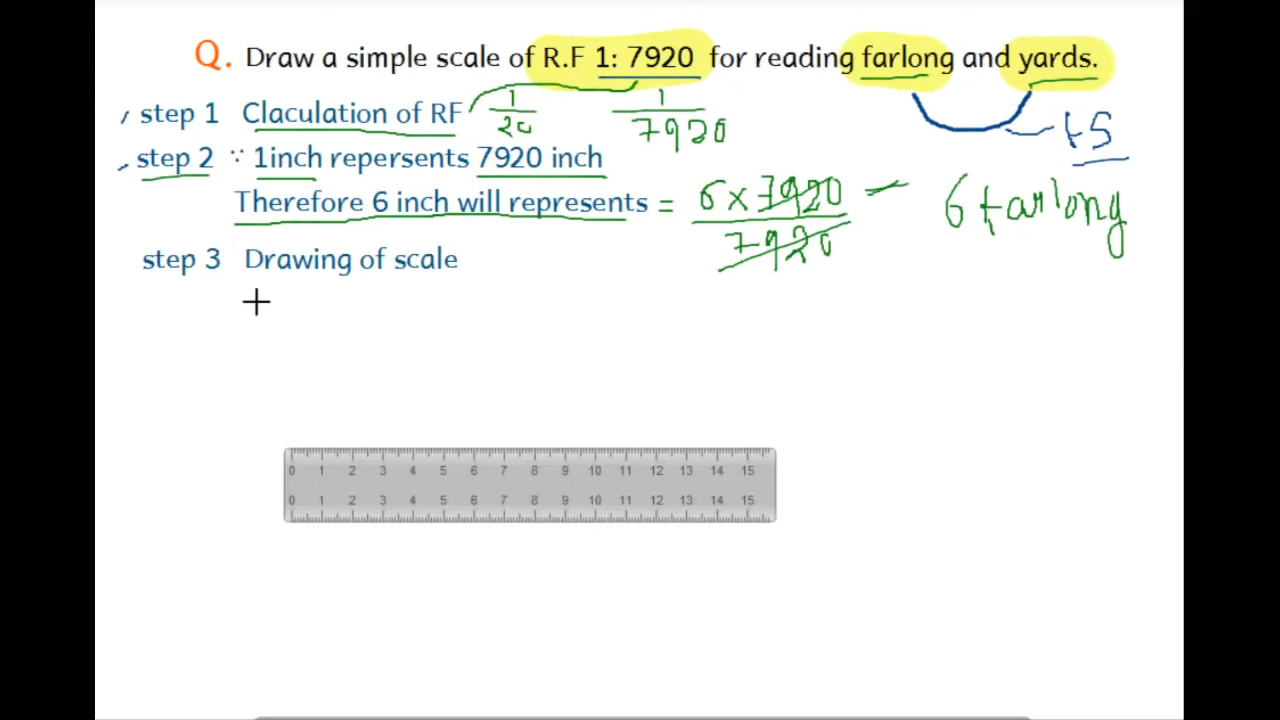 Q. Draw a simple scale of R.F 1: 7920 for reading farlong and yards.
step 1 Claculation of RF 1/20 1/7920
step 2 ∵ 1inch repersents 7920 inch
Therefore 6 inch will represents = 6 × 7920 / 7920 — 6 farlong
step 3 Drawing of scale
0 1 2 3 4 5 6 7 8 9 10 11 12 13 14 15
0 1 2 3 4 5 6 7 8 9 10 11 12 13 14 15